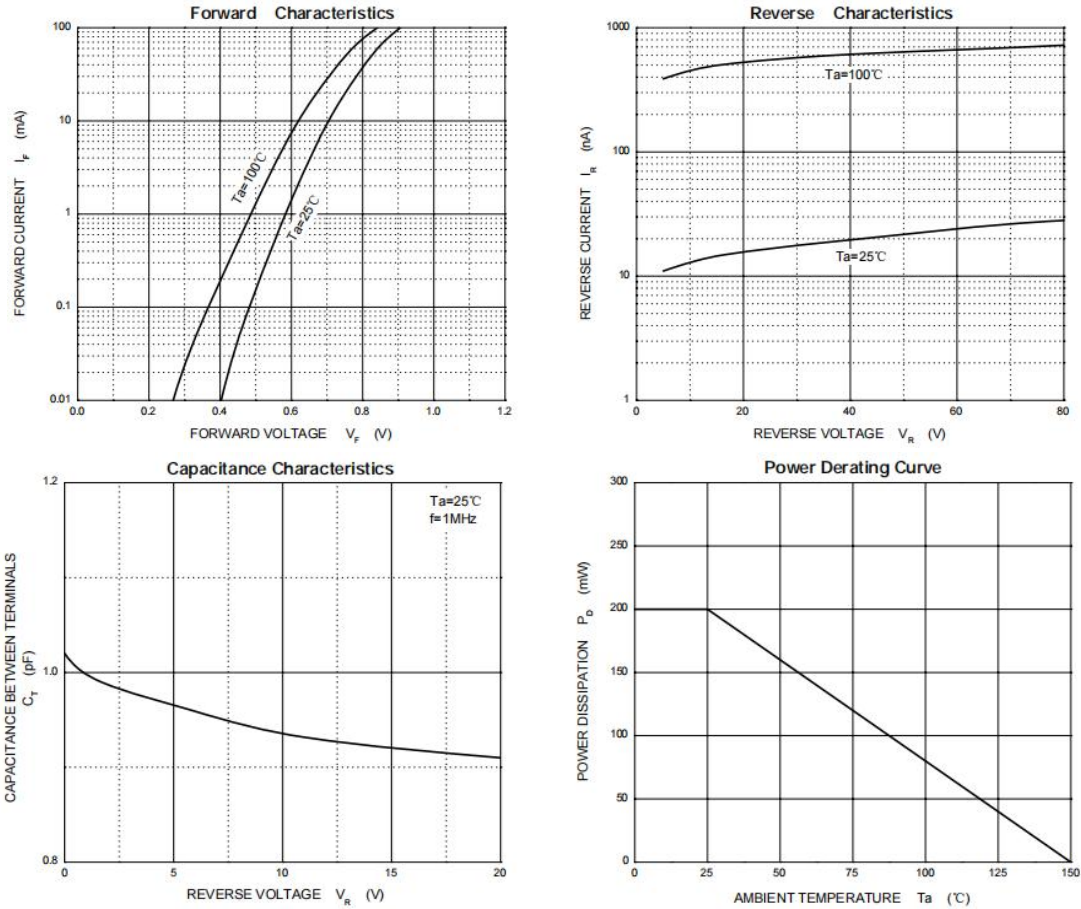 Forward Characteristics
100
10
1
0.1
0.01
0.0
0.2
0.4
0.6
0.8
1.0
1.2
Ta=100℃
Ta=25℃
FORWARD CURRRENT I_F (mA)
FORWARD VOLTAGE V_F (V)
Reverse Characteristics
1000
100
10
1
0
20
40
60
80
Ta=100℃
Ta=25℃
REVERSE CURRENT I_R (nA)
REVERSE VOLTAGE V_R (V)
Capacitance Characteristics
1.2
1.0
0.8
0
5
10
15
20
Ta=25℃
f=1MHz
CAPACITANCE BETWEEN TERMINALS
C_T (pF)
REVERSE VOLTAGE V_R (V)
Power Derating Curve
300
250
200
150
100
50
0
0
25
50
75
100
125
150
POWER DISSIPATION P_D (mW)
AMBIENT TEMPERATURE Ta (℃)